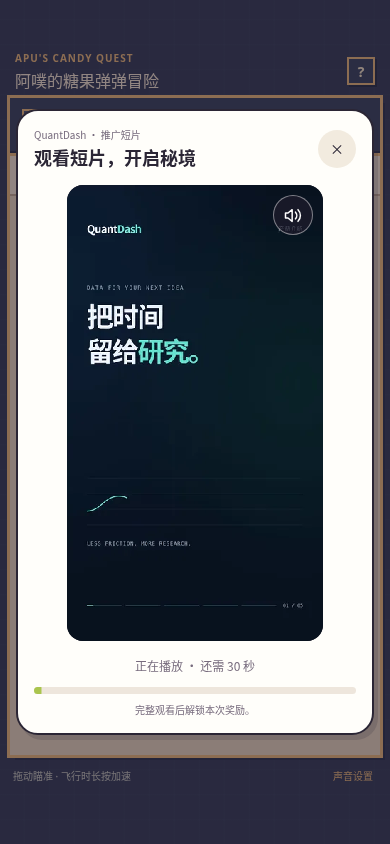 APU'S CANDY QUEST
阿噗的糖果弹弹冒险
?
QuantDash · 推广短片
观看短片，开启秘境
×
QuantDash
DATA FOR YOUR NEXT IDEA
把时间
留给研究。
LESS FRICTION. MORE RESEARCH.
01 / 05
正在播放 · 还需 30 秒
完整观看后解锁本次奖励。
拖动瞄准 · 飞行时长按加速
声音设置